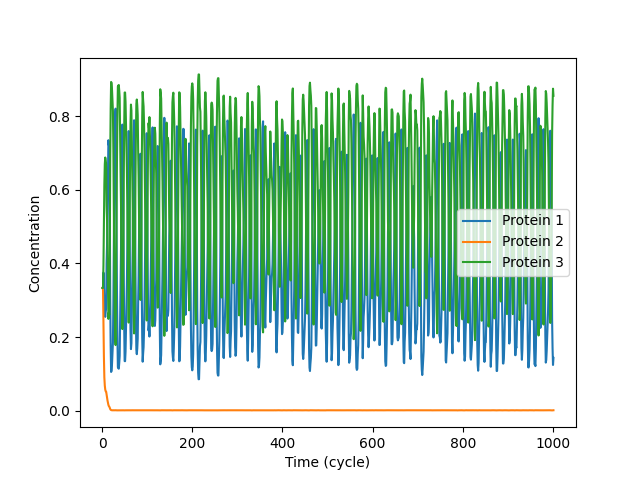 0.8
0.6
0.4
0.2
0.0
Concentration
Protein 1
Protein 2
Protein 3
0 200 400 600 800 1000
Time (cycle)